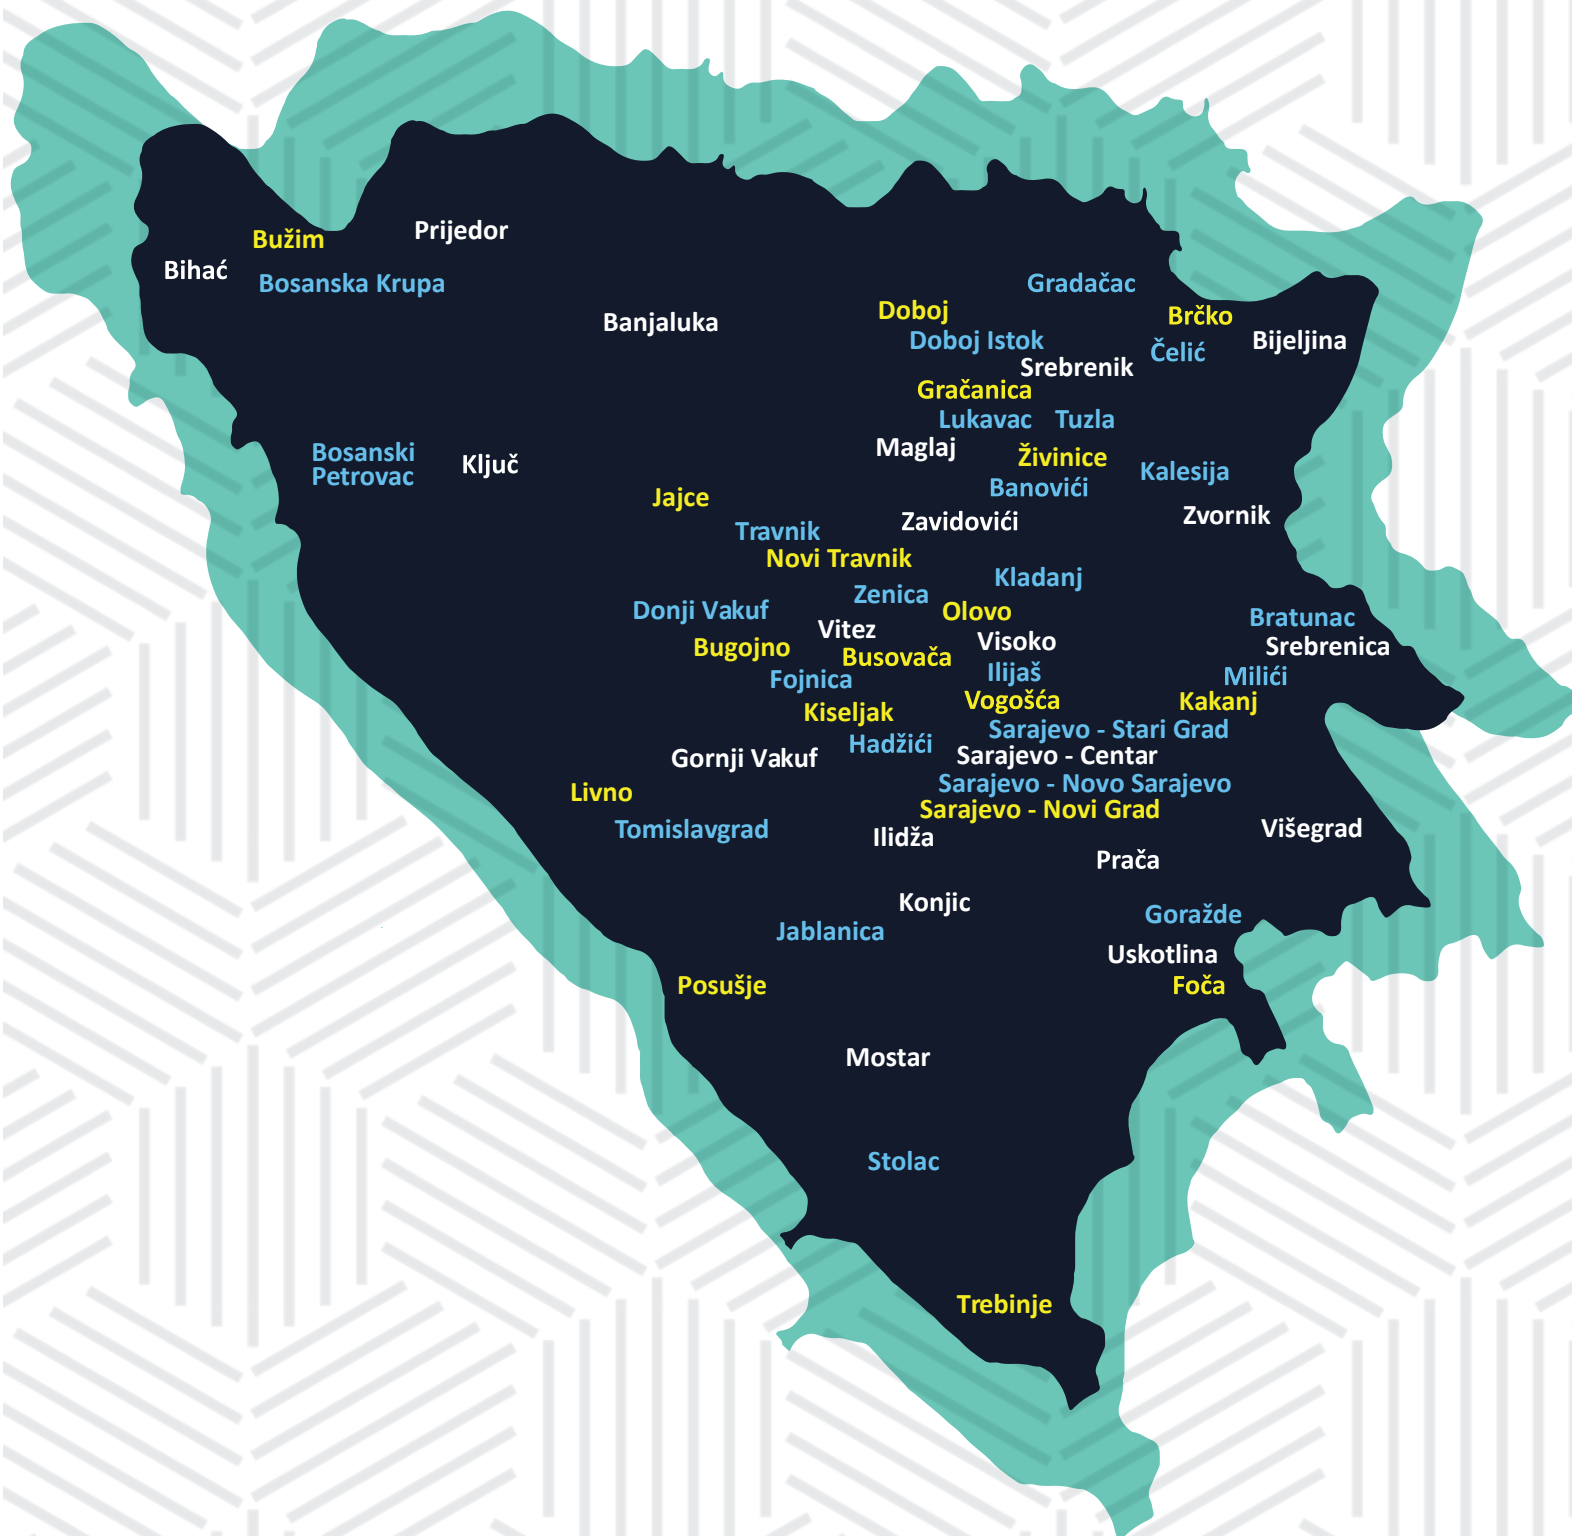 Prijedor
Bužim
Bihać
Bosanska Krupa
Gradačac
Doboj
Brčko
Banjaluka
Doboj Istok
Bijeljina
Čelić
Srebrenik
Gračanica
Lukavac
Tuzla
Maglaj
Bosanski
Petrovac
Ključ
Živinice
Kalesija
Banovići
Jajce
Zvornik
Zavidovići
Travnik
Novi Travnik
Kladanj
Zenica
Donji Vakuf
Olovo
Bratunac
Vitez
Visoko
Srebrenica
Bugojno
Busovača
Ilijaš
Milići
Fojnica
Vogošća
Kakanj
Kiseljak
Sarajevo - Stari Grad
Hadžići
Sarajevo - Centar
Gornji Vakuf
Sarajevo - Novo Sarajevo
Livno
Sarajevo - Novi Grad
Tomislavgrad
Višegrad
Ilidža
Prača
Konjic
Goražde
Jablanica
Uskotlina
Posušje
Foča
Mostar
Stolac
Trebinje